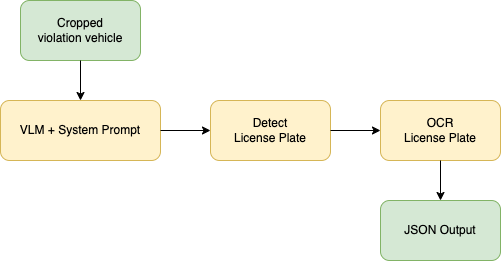 Cropped
violation vehicle
VLM + System Prompt
Detect
License Plate
OCR
License Plate
JSON Output